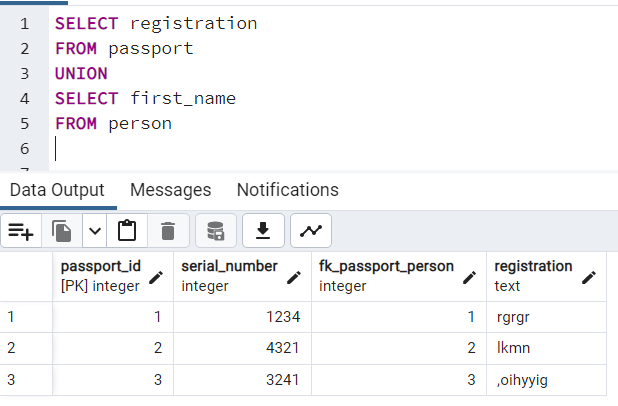 1 SELECT registration
2 FROM passport
3 UNION
4 SELECT first_name
5 FROM person
6
Data Output Messages Notifications
passport_id serial_number fk_passport_person registration
[PK] integer integer integer text
1 1 1234 1 rgrgr
2 2 4321 2 lkmn
3 3 3241 3 ,oihyyig